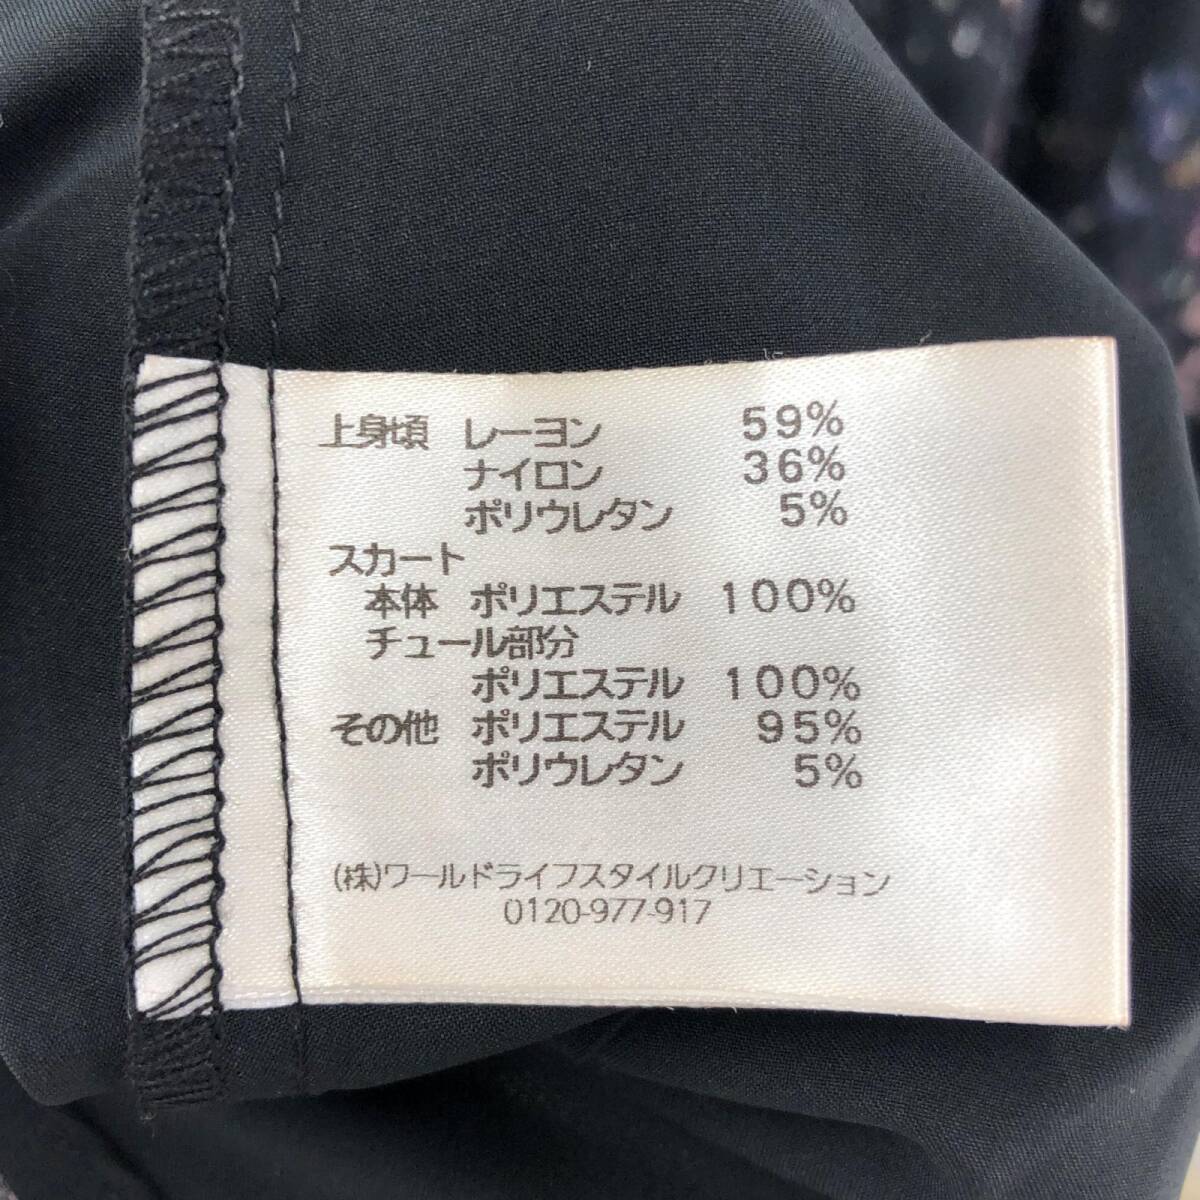 上身頃 レーヨン 59%
ナイロン 36%
ポリウレタン 5%
スカート
本体 ポリエステル 100%
チュール部分
ポリエステル 100%
その他 ポリエステル 95%
ポリウレタン 5%
(株)ワールドライフスタイルクリエーション
0120-977-917